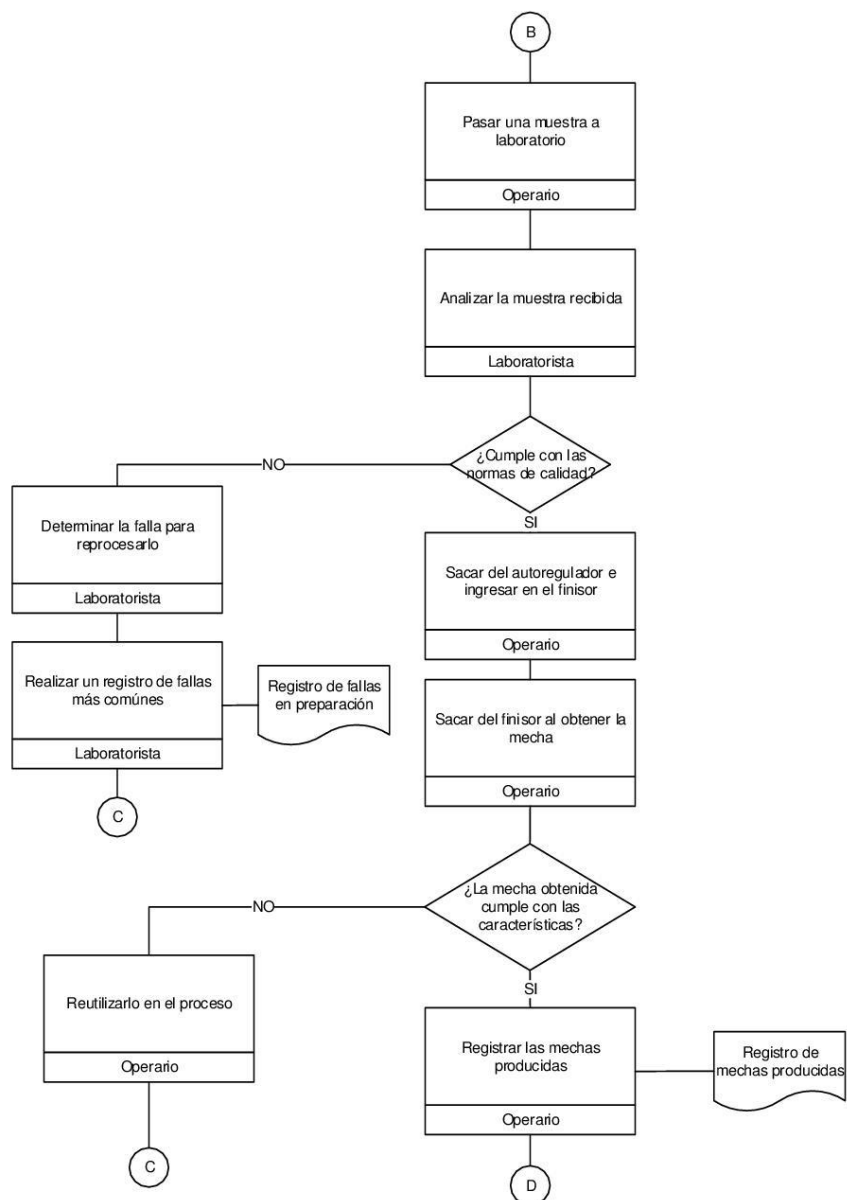 B
Pasar una muestra a
laboratorio
Operario
Analizar la muestra recibida
Laboratorista
¿Cumple con las
normas de calidad?
NO
SI
Determinar la falla para
reprocesarlo
Laboratorista
Realizar un registro de fallas
más comúnes
Laboratorista
Registro de fallas
en preparación
C
Sacar del autoregulador e
ingresar en el finisor
Operario
Sacar del finisor al obtener la
mecha
Operario
¿La mecha obtenida
cumple con las
características?
NO
SI
Reutilizarlo en el proceso
Operario
C
Registrar las mechas
producidas
Operario
Registro de
mechas producidas
D